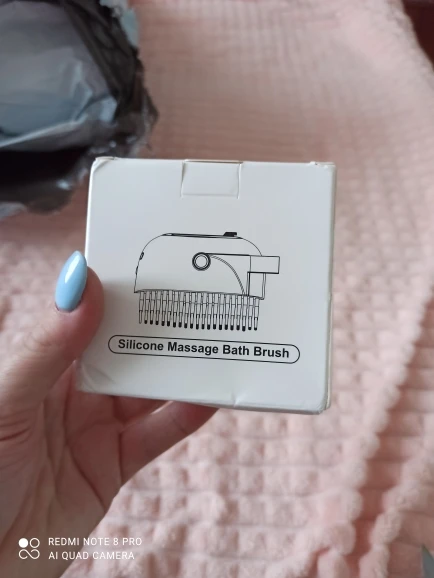 Silicone Massage Bath Brush
REDMI NOTE 8 PRO
AI QUAD CAMERA